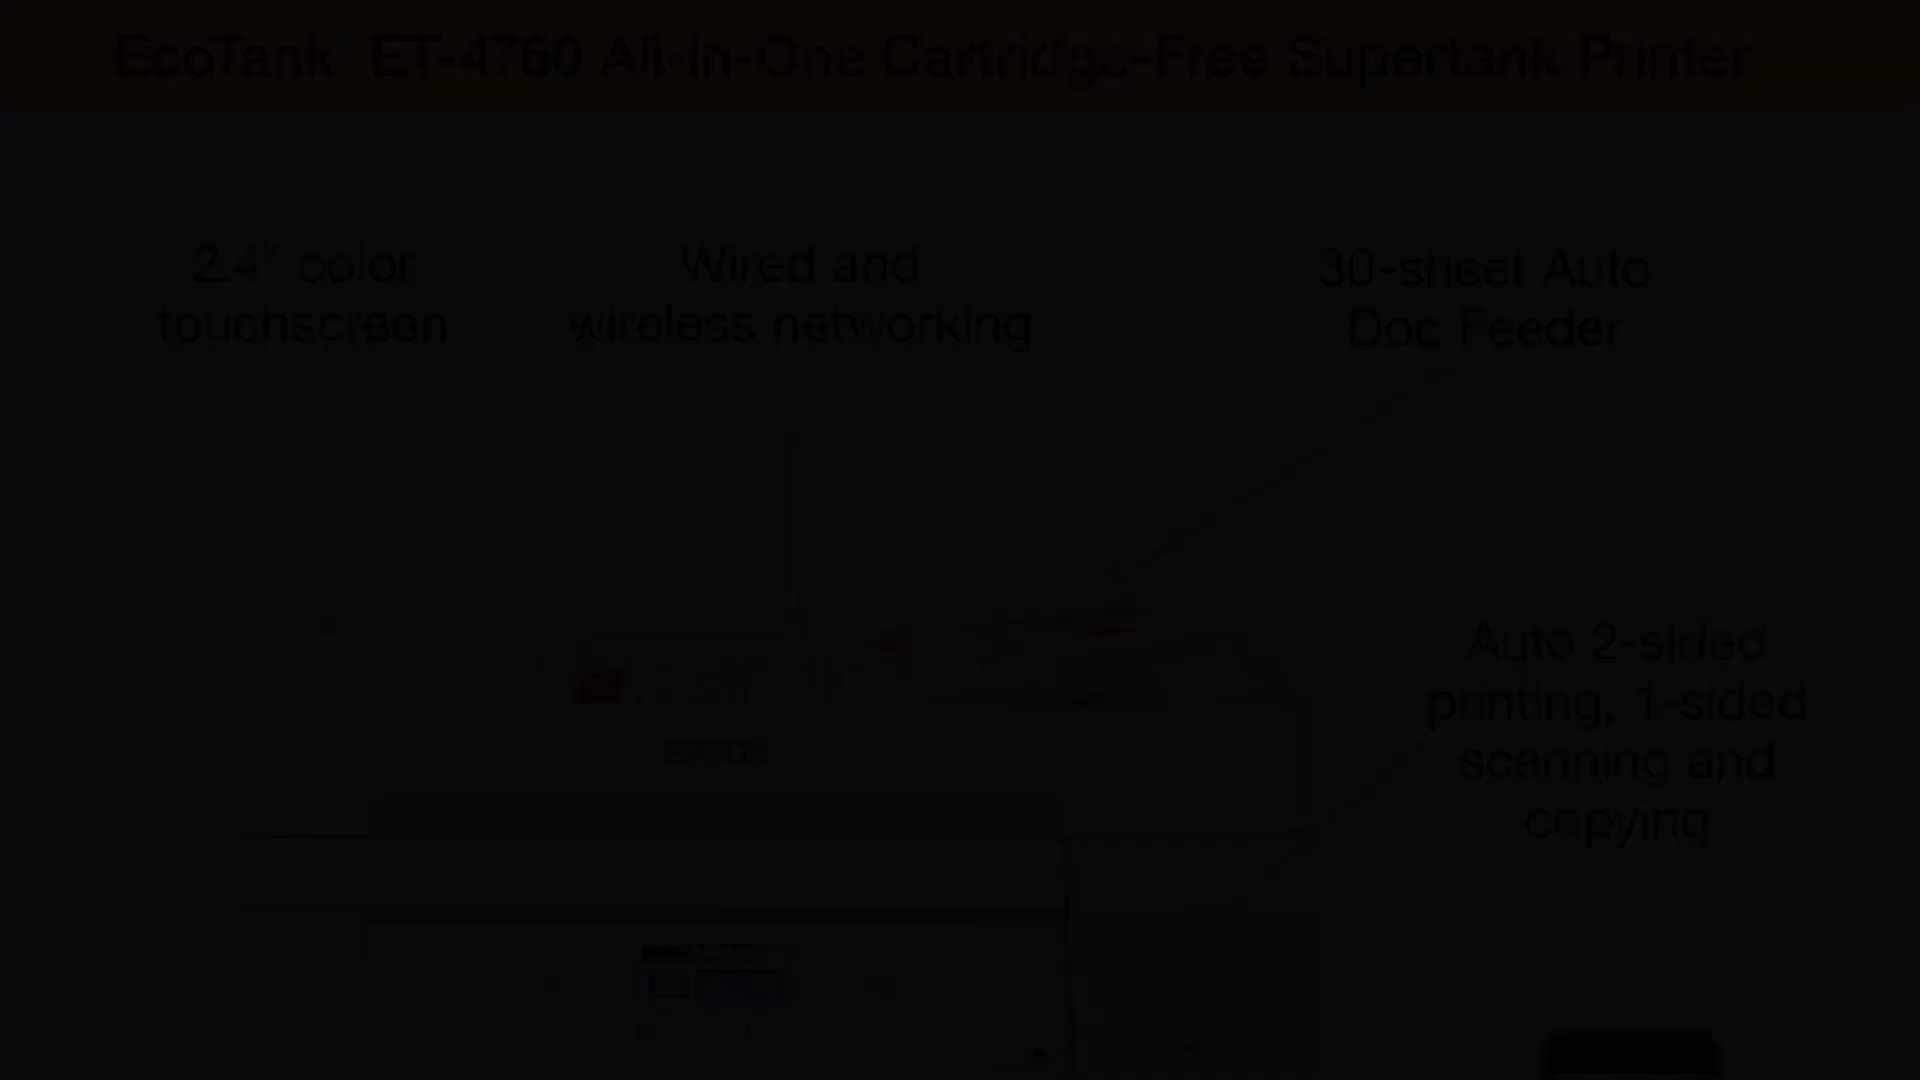 EcoTank ET-4760 All-in-One Cartridge-Free Supertank Printer
2.4" color
touchscreen
Wired and
wireless networking
30-sheet Auto
Doc Feeder
Auto 2-sided
printing, 1-sided
scanning and
copying